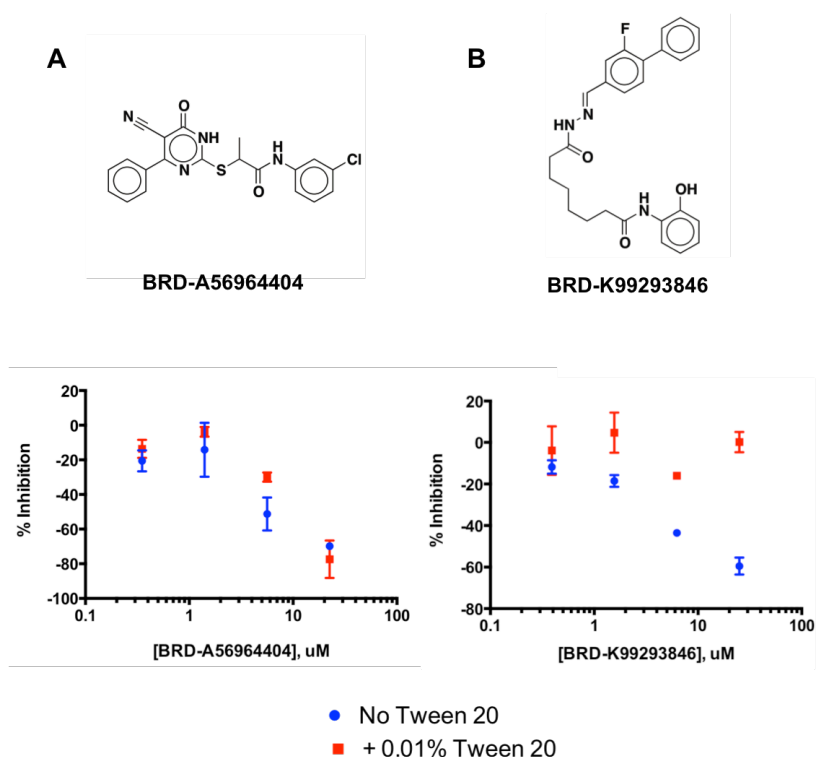 A
B
N
O
NH
N
S
O
H
N
Cl
F
N
HN
O
H
N
OH
O
BRD-A56964404
BRD-K99293846
20
0
-20
-40
-60
-80
-100
% Inhibition
0.1
1
10
100
[BRD-A56964404], uM
20
0
-20
-40
-60
-80
% Inhibition
0.1
1
10
100
[BRD-K99293846], uM
No Tween 20
+ 0.01% Tween 20